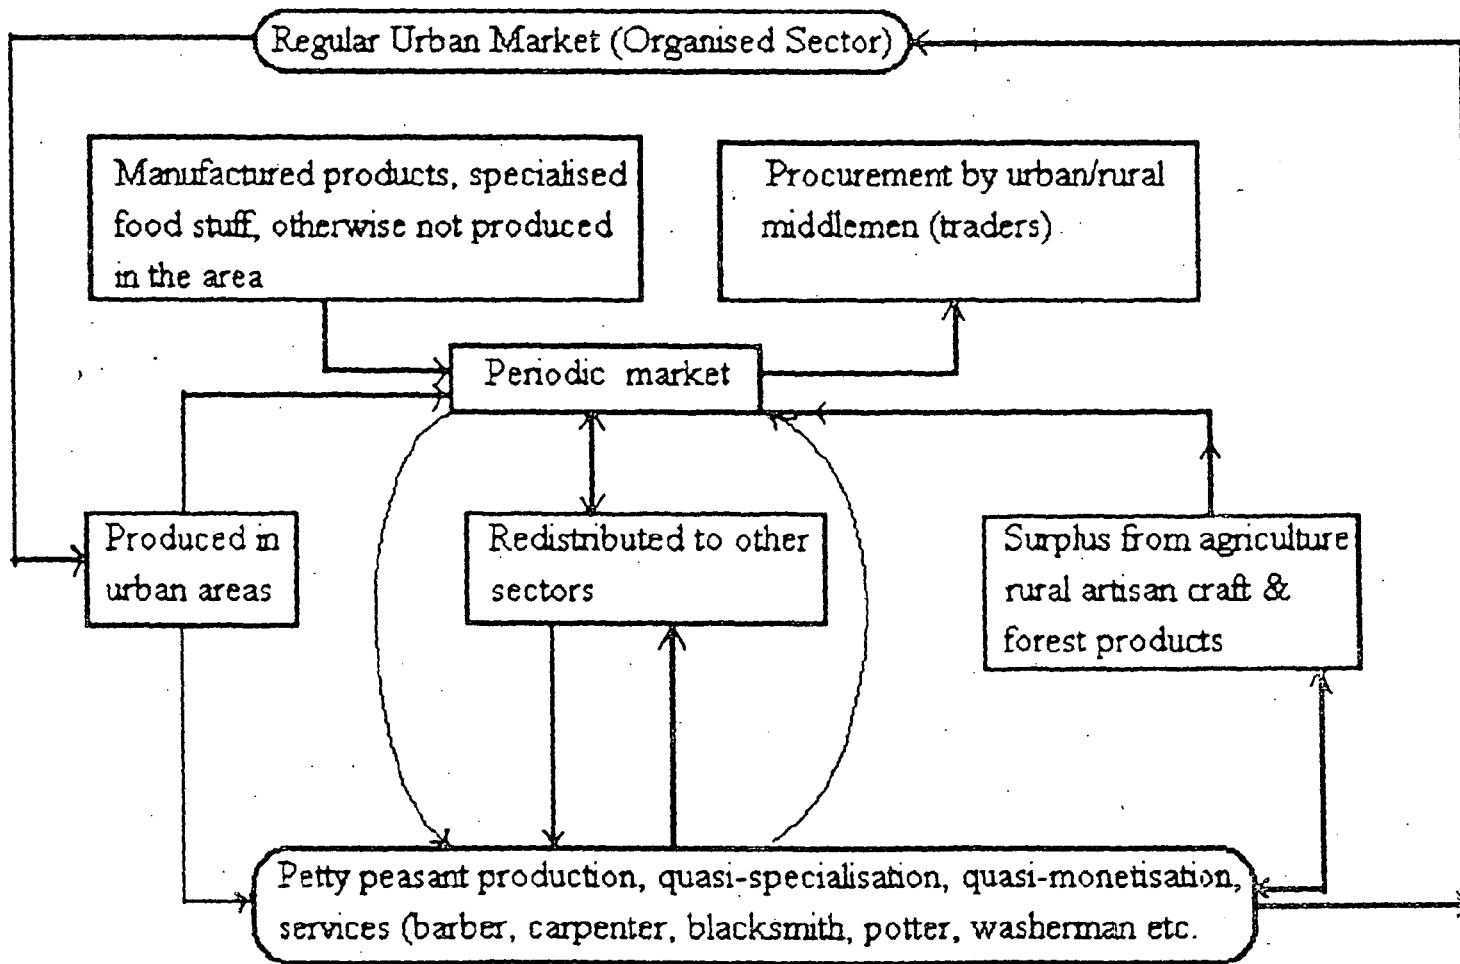 Regular Urban Market (Organised Sector)
Manufactured products, specialised
food stuff, otherwise not produced
in the area
Procurement by urban/rural
middlemen (traders)
Periodic market
Produced in
urban areas
Redistributed to other
sectors
Surplus from agriculture
rural artisan craft &
forest products
Petty peasant production, quasi-specialisation, quasi-monetisation,
services (barber, carpenter, blacksmith, potter, washerman etc.